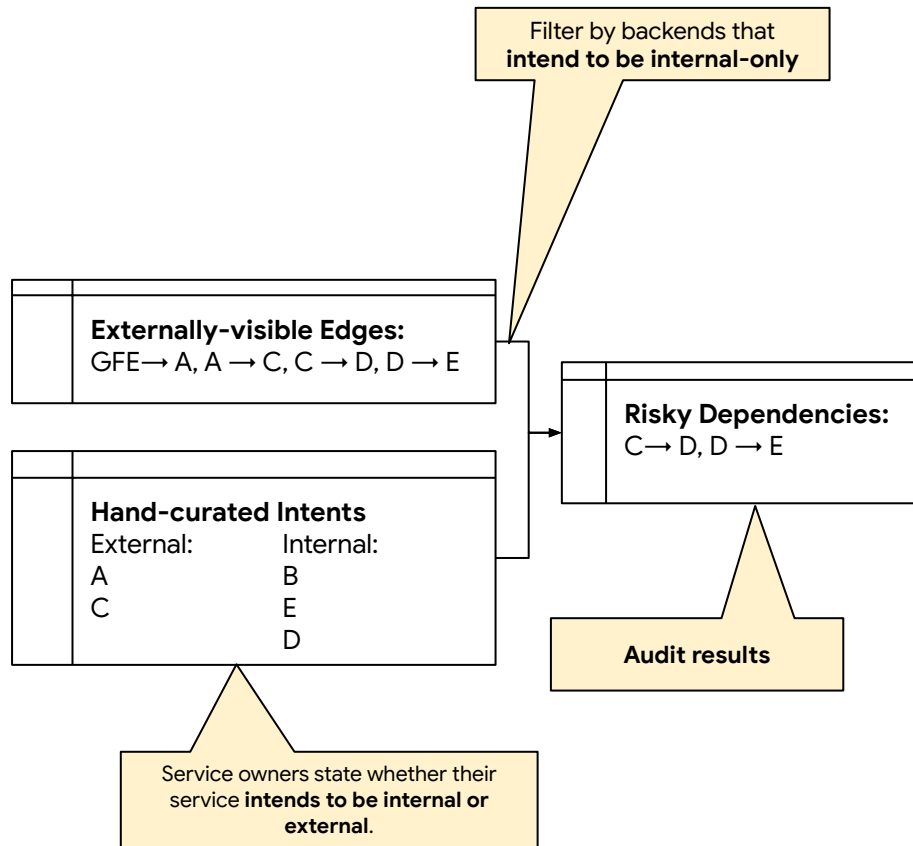 Filter by backends that
intend to be internal-only
Externally-visible Edges:
GFE→ A, A → C, C → D, D → E
Risky Dependencies:
C→ D, D → E
Hand-curated Intents
External: Internal:
A B
C E
D
Audit results
Service owners state whether their
service intends to be internal or
external.